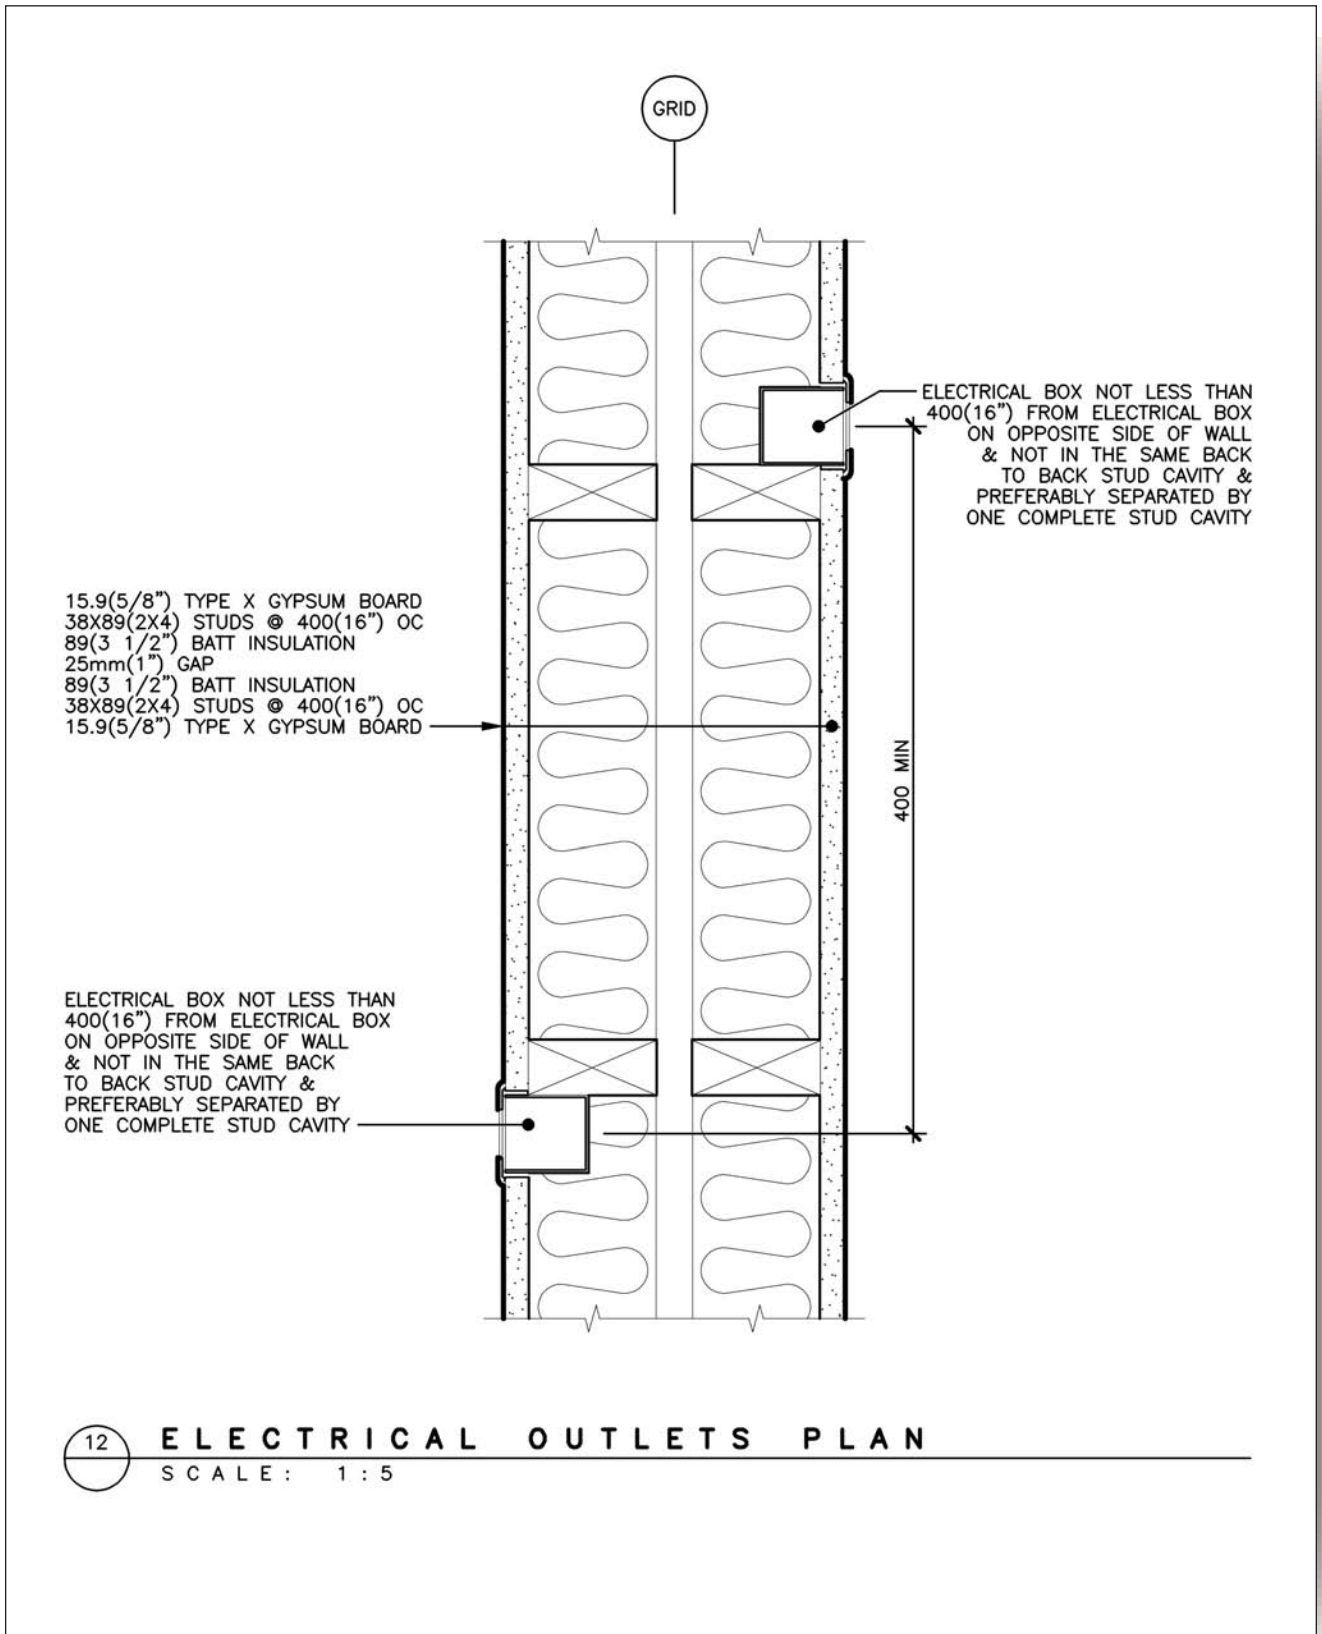 GRID
ELECTRICAL BOX NOT LESS THAN
400(16") FROM ELECTRICAL BOX
ON OPPOSITE SIDE OF WALL
& NOT IN THE SAME BACK
TO BACK STUD CAVITY &
PREFERABLY SEPARATED BY
ONE COMPLETE STUD CAVITY
15.9(5/8") TYPE X GYPSUM BOARD
38X89(2X4) STUDS @ 400(16") OC
89(3 1/2") BATT INSULATION
25mm(1") GAP
89(3 1/2") BATT INSULATION
38X89(2X4) STUDS @ 400(16") OC
15.9(5/8") TYPE X GYPSUM BOARD
400 MIN
ELECTRICAL BOX NOT LESS THAN
400(16") FROM ELECTRICAL BOX
ON OPPOSITE SIDE OF WALL
& NOT IN THE SAME BACK
TO BACK STUD CAVITY &
PREFERABLY SEPARATED BY
ONE COMPLETE STUD CAVITY
12 ELECTRICAL OUTLETS PLAN
SCALE: 1:5